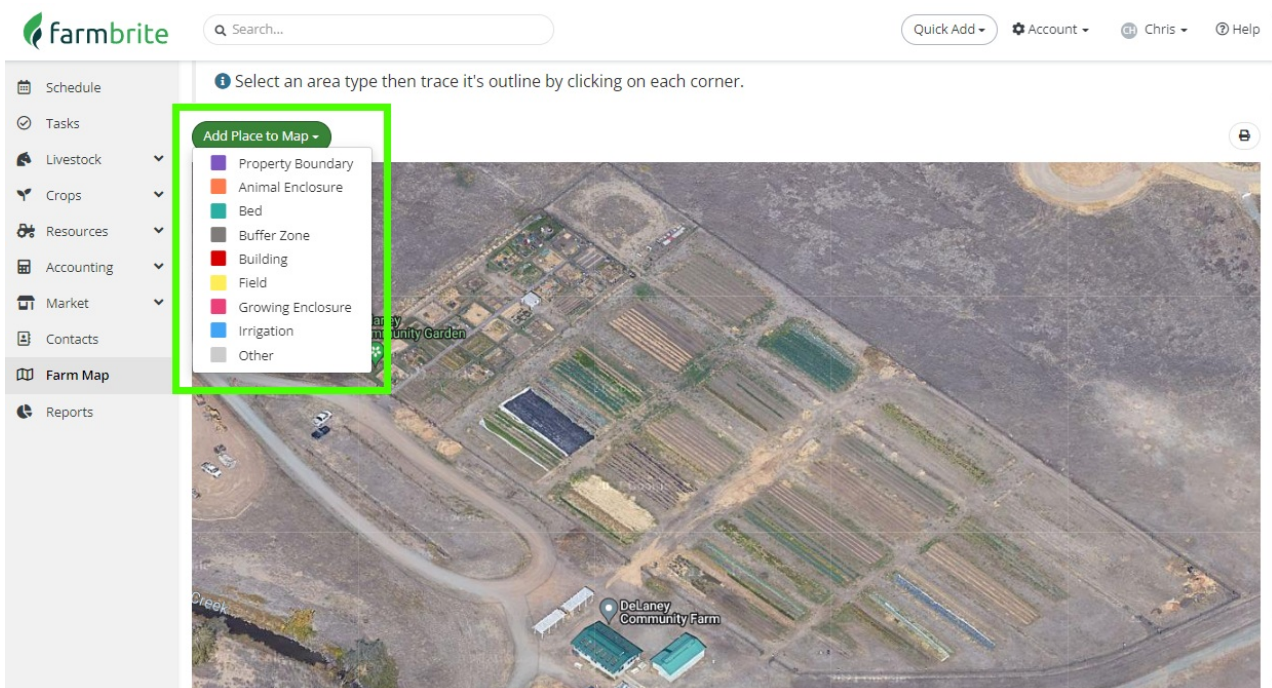 farmbrite
Search...
Quick Add
Account
CH Chris
Help
Schedule
Tasks
Livestock
Crops
Resources
Accounting
Market
Contacts
Farm Map
Reports
Select an area type then trace it's outline by clicking on each corner.
Add Place to Map
Property Boundary
Animal Enclosure
Bed
Buffer Zone
Building
Field
Growing Enclosure
Irrigation
Other
Community Garden
Creek
DeLaney
Community Farm